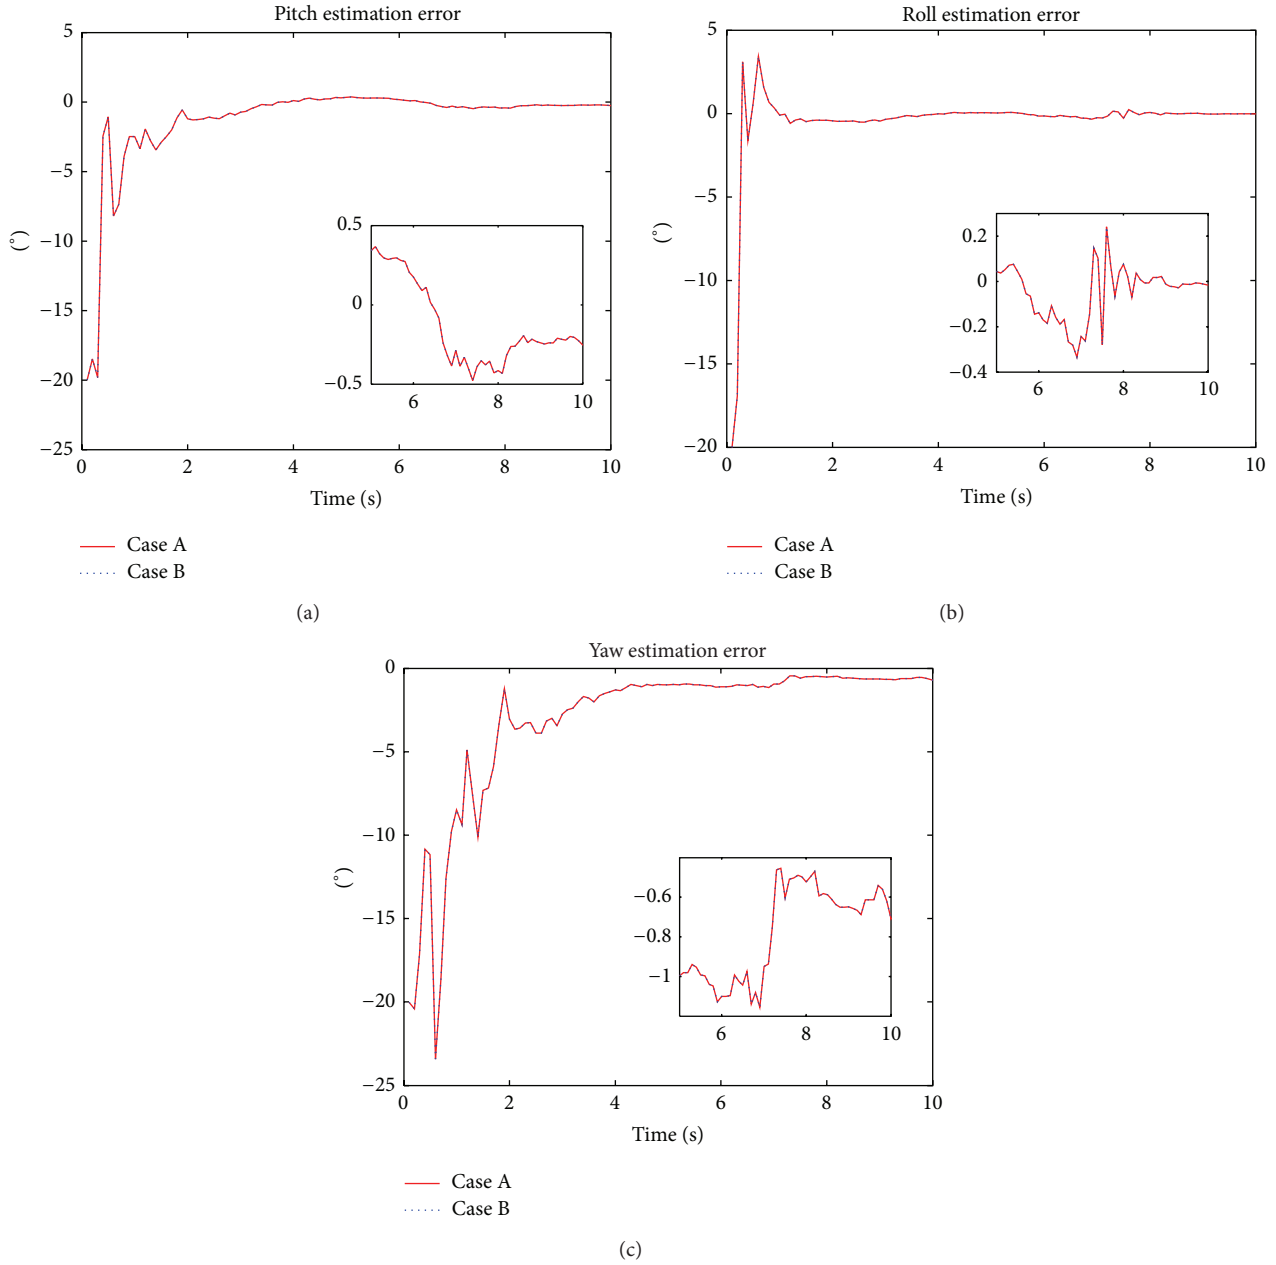 Pitch estimation error
5
0
−5
−10
−15
−20
−25
(°)
0 2 4 6 8 10
Time (s)
0.5
0
−0.5
6 8 10
Case A
Case B
(a)
Roll estimation error
5
0
−5
−10
−15
−20
(°)
0 2 4 6 8 10
Time (s)
0.2
0
−0.2
−0.4
6 8 10
Case A
Case B
(b)
Yaw estimation error
0
−5
−10
−15
−20
−25
(°)
0 2 4 6 8 10
Time (s)
−0.6
−0.8
−1
6 8 10
Case A
Case B
(c)